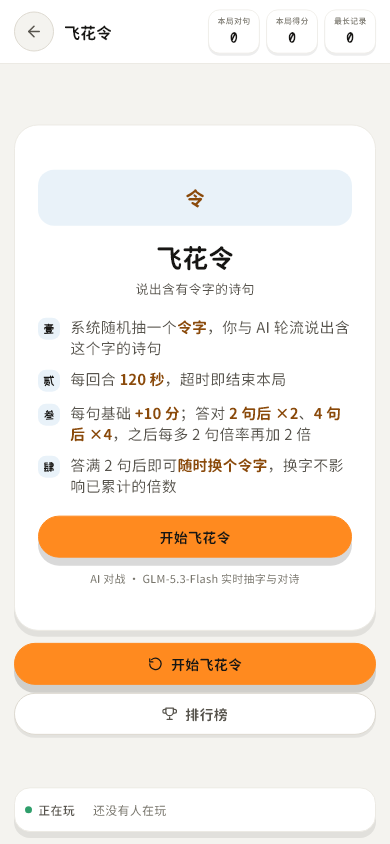 飞花令
本局对句
0
本局得分
0
最长记录
0
令
飞花令
说出含有令字的诗句
壹 系统随机抽一个令字，你与 AI 轮流说出含
这个字的诗句
贰 每回合 120 秒，超时即结束本局
叁 每句基础 +10 分；答对 2 句后 ×2、4 句
后 ×4，之后每多 2 句倍率再加 2 倍
肆 答满 2 句后即可随时换个令字，换字不影
响已累计的倍数
开始飞花令
AI 对战 · GLM-5.3-Flash 实时抽字与对诗
开始飞花令
排行榜
正在玩 还没有人在玩